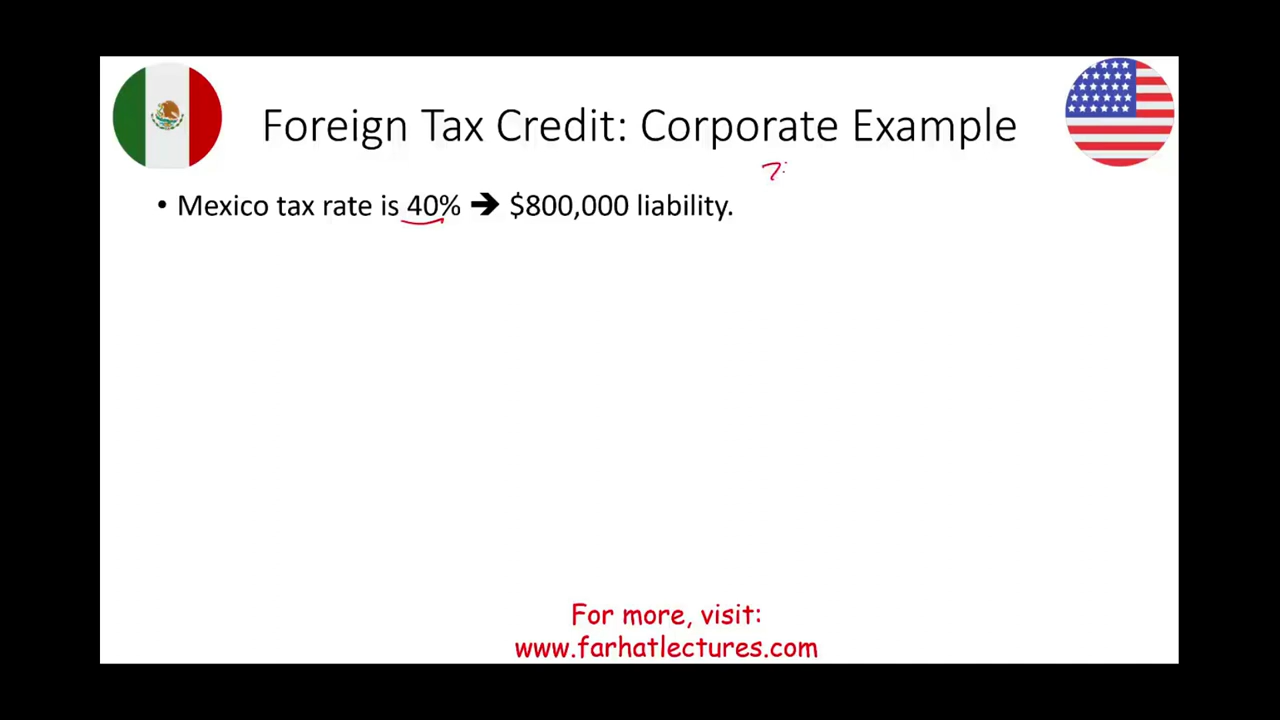 Foreign Tax Credit: Corporate Example
• Mexico tax rate is 40% ➔ $800,000 liability.
For more, visit:
www.farhatlectures.com